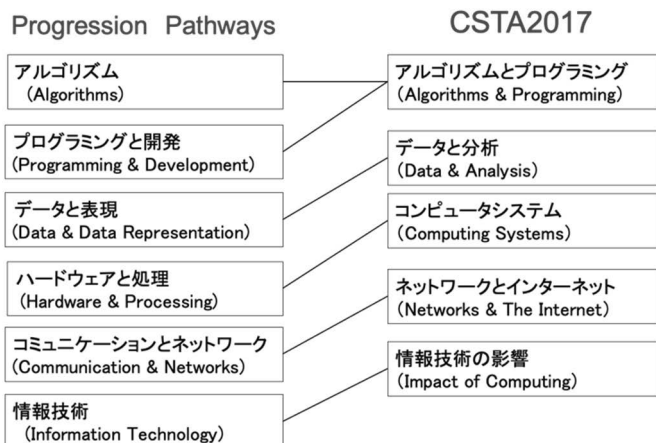 Progression Pathways
アルゴリズム
(Algorithms)
プログラミングと開発
(Programming & Development)
データと表現
(Data & Data Representation)
ハードウェアと処理
(Hardware & Processing)
コミュニケーションとネットワーク
(Communication & Networks)
情報技術
(Information Technology)
CSTA2017
アルゴリズムとプログラミング
(Algorithms & Programming)
データと分析
(Data & Analysis)
コンピュータシステム
(Computing Systems)
ネットワークとインターネット
(Networks & The Internet)
情報技術の影響
(Impact of Computing)